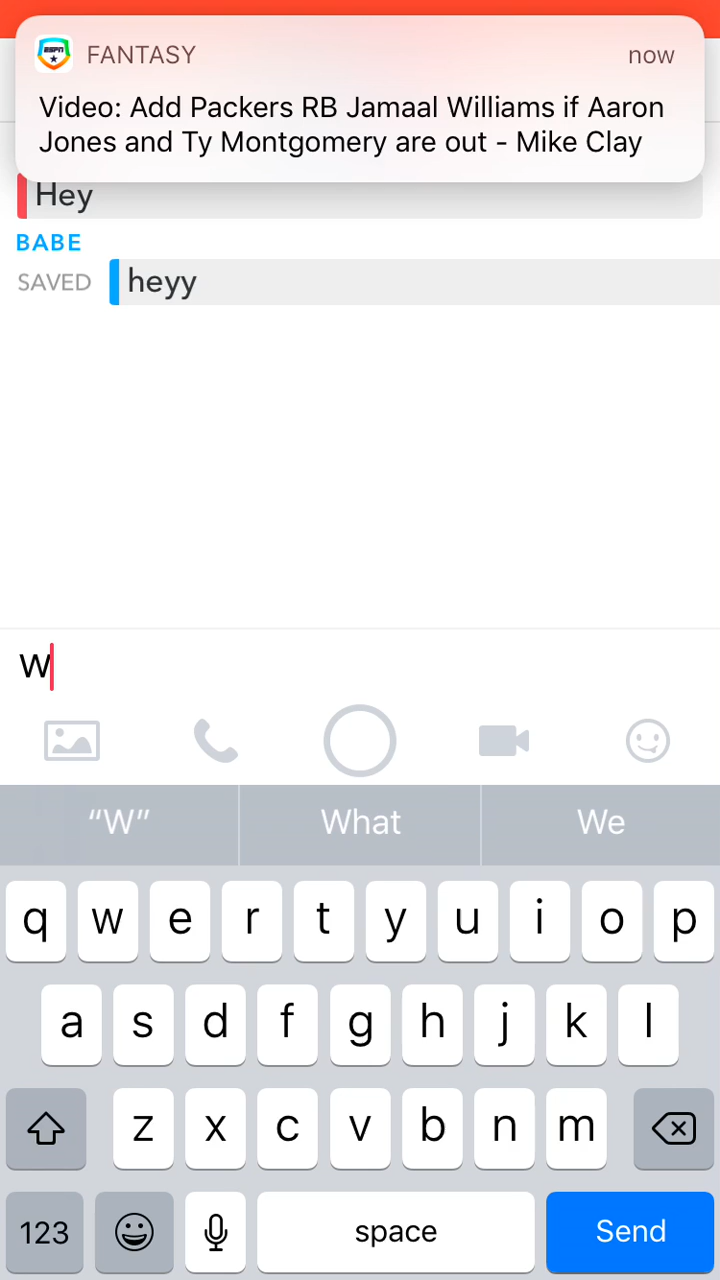 ESPN
FANTASY
now
Video: Add Packers RB Jamaal Williams if Aaron
Jones and Ty Montgomery are out - Mike Clay
Hey
BABE
SAVED
heyy
W
“W”
What
We
q w e r t y u i o p
a s d f g h j k l
z x c v b n m
123
space
Send